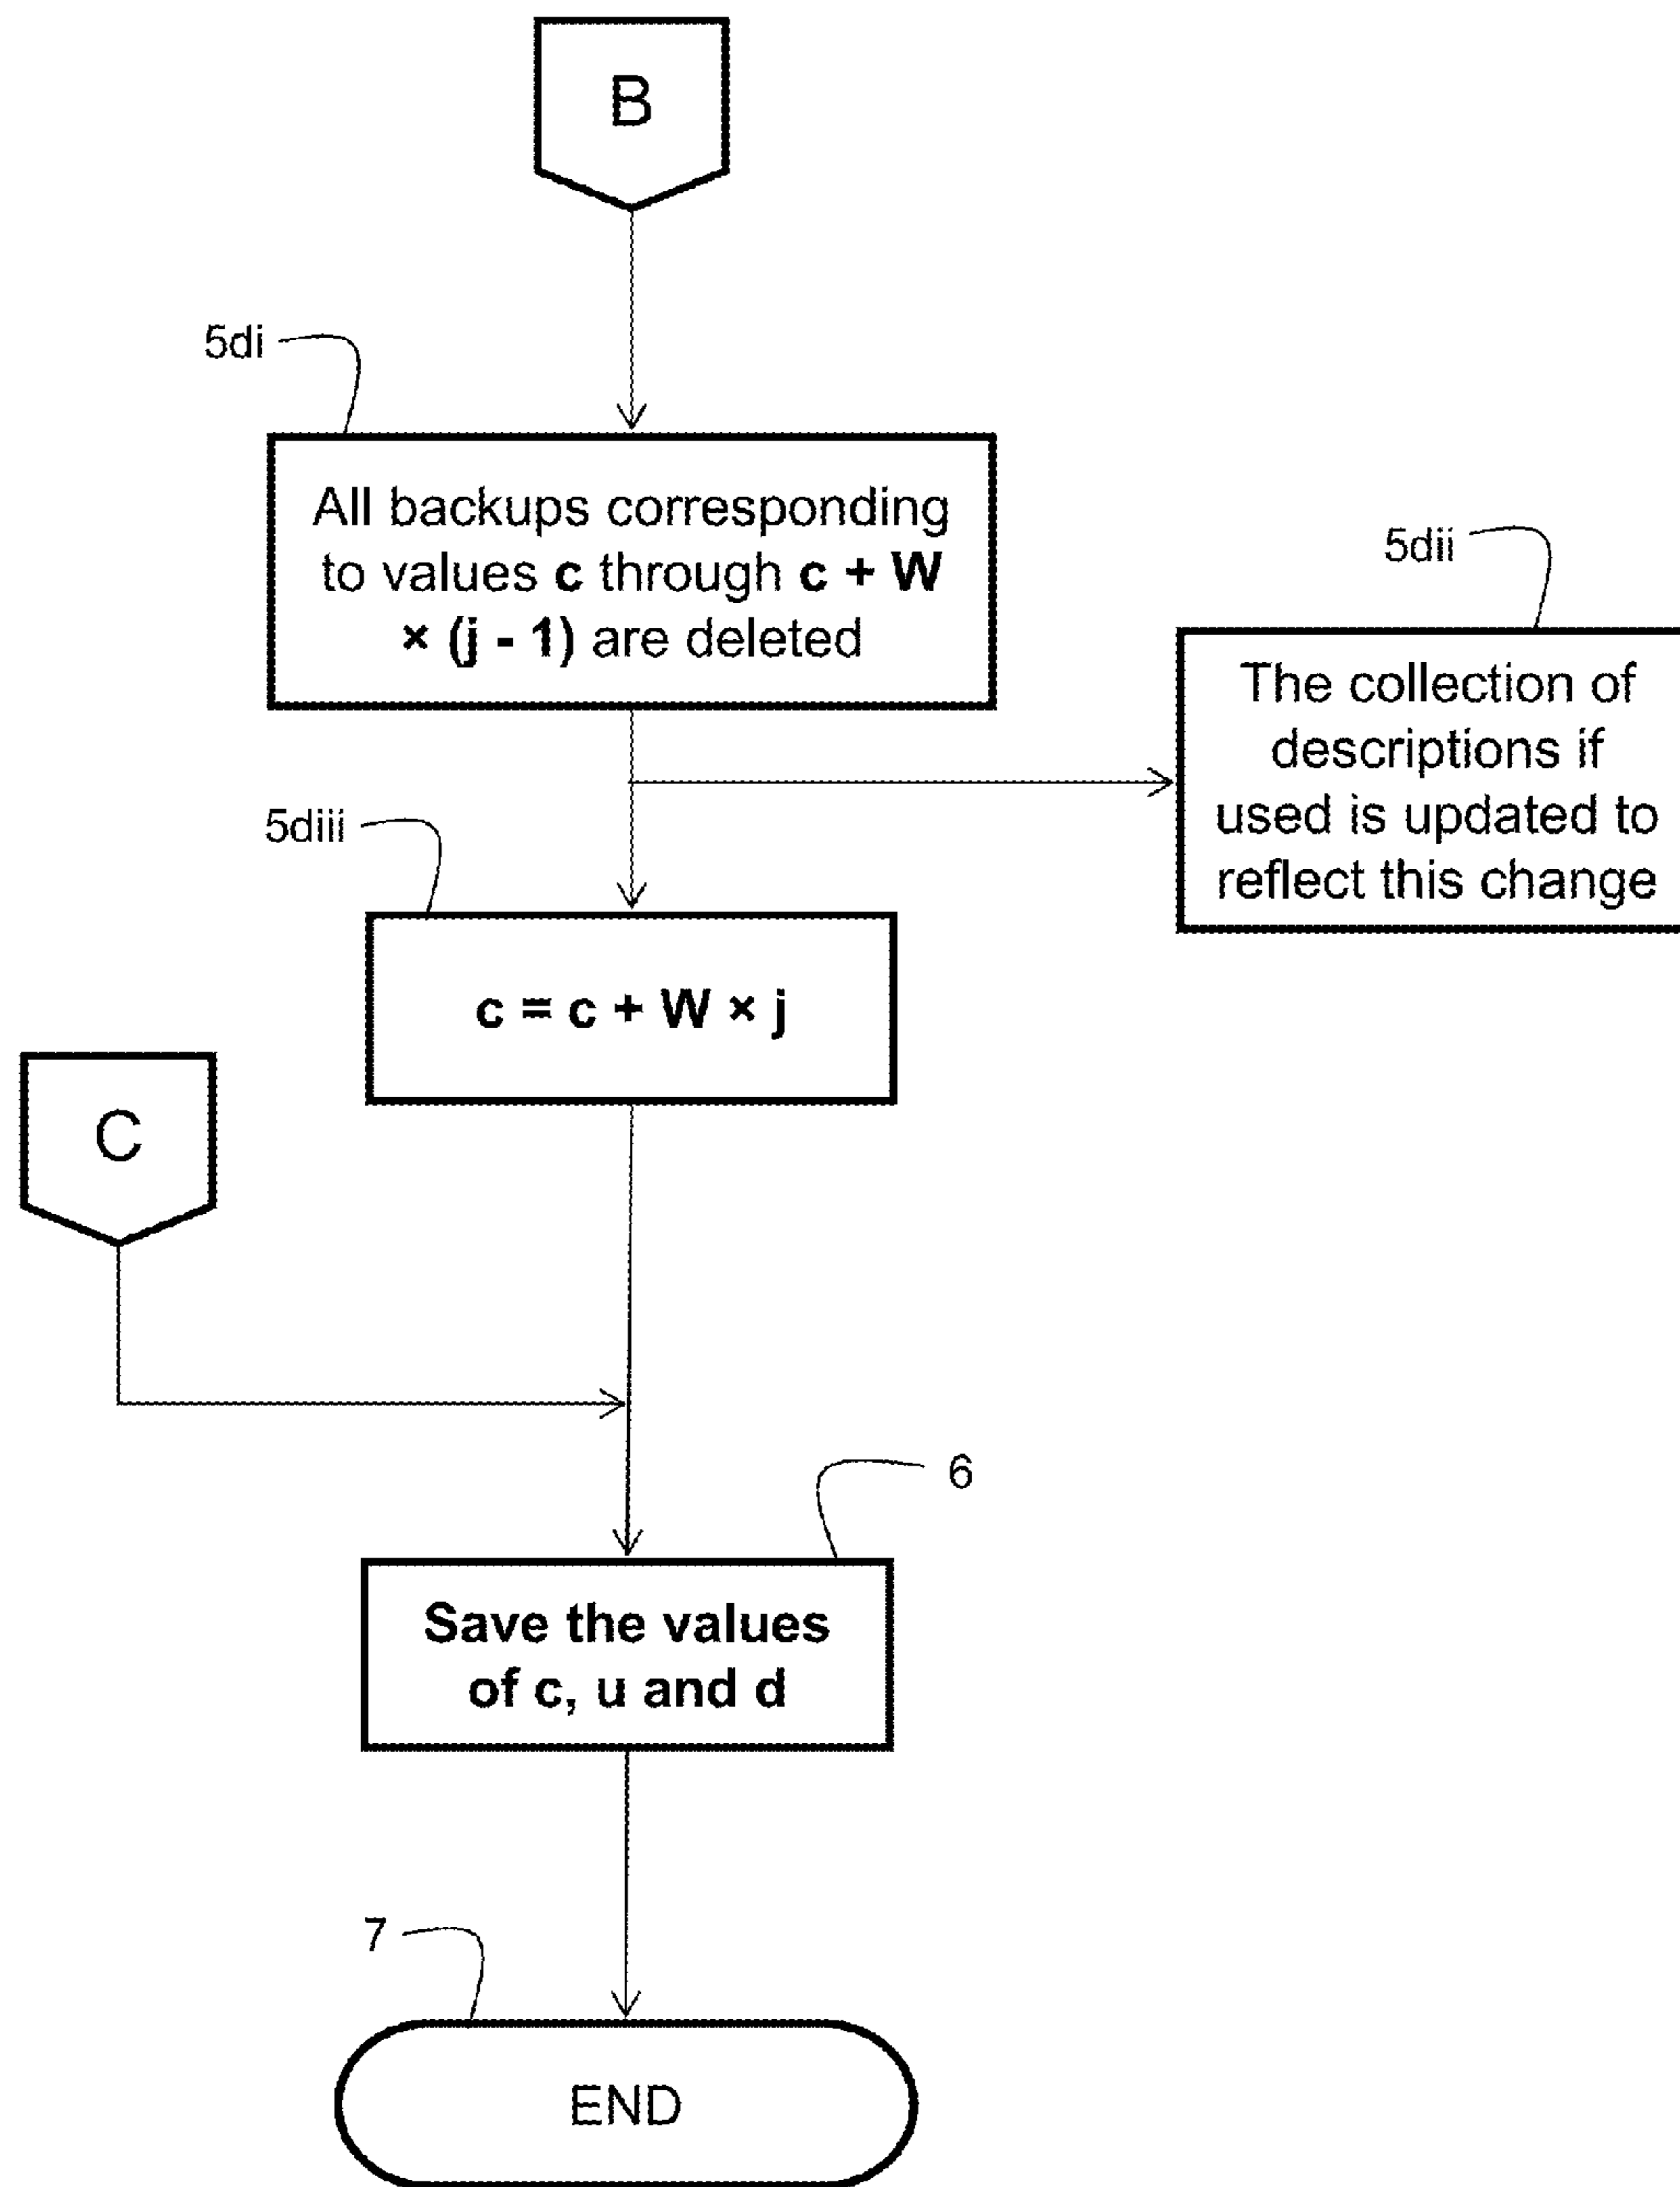 B
5di
All backups corresponding
to values c through c + W
× (j - 1) are deleted
5dii
The collection of
descriptions if
used is updated to
reflect this change
5diii
c = c + W × j
C
6
Save the values
of c, u and d
7
END